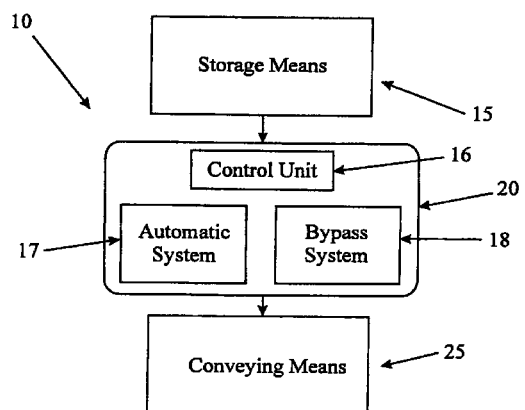 10
Storage Means
15
Control Unit
16
20
17
Automatic
System
Bypass
System
18
Conveying Means
25